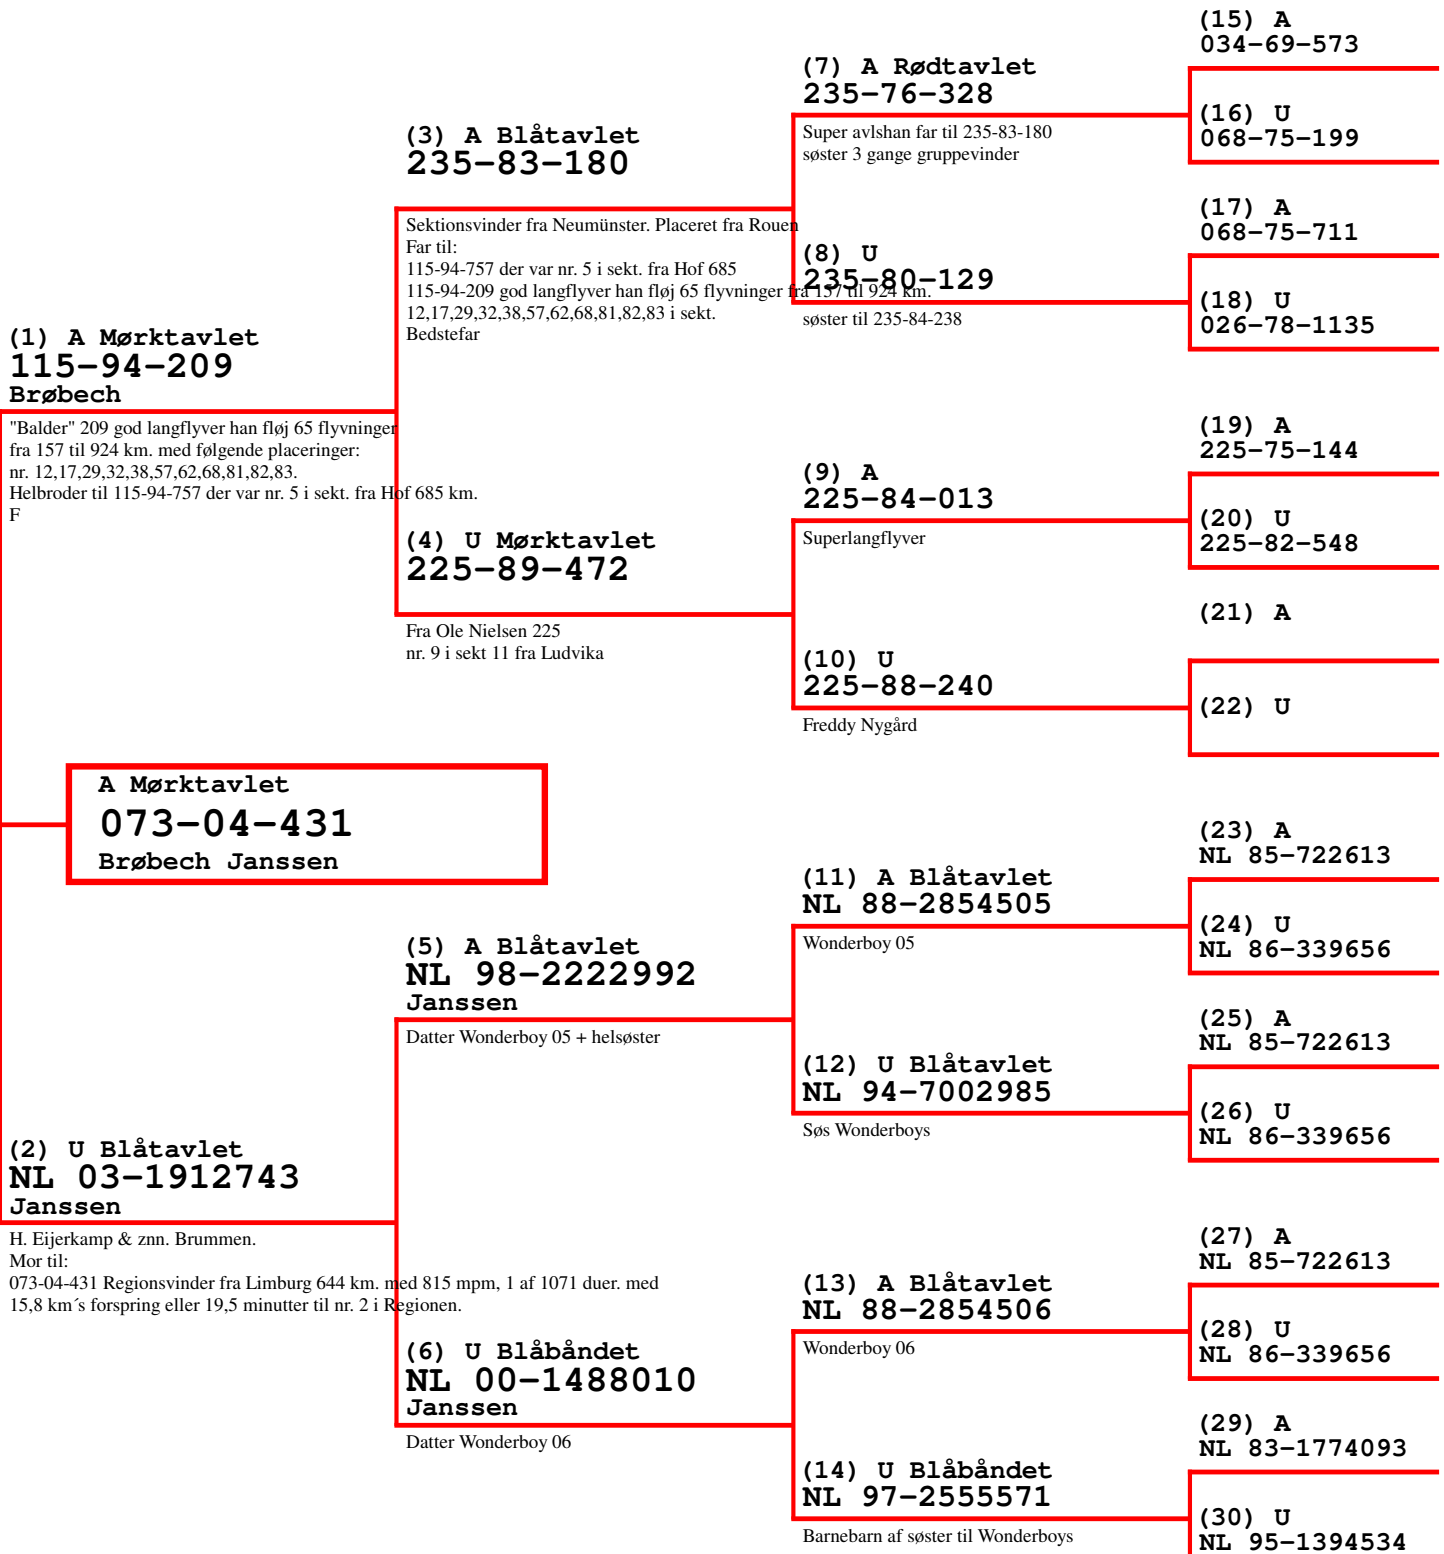 (1) A Mørktavlet
115-94-209
Brøbech
"Balder" 209 god langflyver han fløj 65 flyvninger
fra 157 til 924 km. med følgende placeringer:
nr. 12,17,29,32,38,57,62,68,81,82,83.
Helbroder til 115-94-757 der var nr. 5 i sekt. fra Hof 685 km.
F
A Mørktavlet
073-04-431
Brøbech Janssen
(2) U Blåtavlet
NL 03-1912743
Janssen
H. Eijerkamp & znn. Brummen.
Mor til:
073-04-431 Regionsvinder fra Limburg 644 km. med 815 mpm, 1 af 1071 duer. med
15,8 km´s forspring eller 19,5 minutter til nr. 2 i Regionen.
(3) A Blåtavlet
235-83-180
Sektionsvinder fra Neumünster. Placeret fra Rouen
Far til:
115-94-757 der var nr. 5 i sekt. fra Hof 685
115-94-209 god langflyver han fløj 65 flyvninger fra 157 til 924 km.
12,17,29,32,38,57,62,68,81,82,83 i sekt.
Bedstefar
(4) U Mørktavlet
225-89-472
Fra Ole Nielsen 225
nr. 9 i sekt 11 fra Ludvika
(5) A Blåtavlet
NL 98-2222992
Janssen
Datter Wonderboy 05 + helsøster
(6) U Blåbåndet
NL 00-1488010
Janssen
Datter Wonderboy 06
(7) A Rødtavlet
235-76-328
Super avlshan far til 235-83-180
søster 3 gange gruppevinder
(8) U
235-80-129
søster til 235-84-238
(9) A
225-84-013
Superlangflyver
(10) U
225-88-240
Freddy Nygård
(11) A Blåtavlet
NL 88-2854505
Wonderboy 05
(12) U Blåtavlet
NL 94-7002985
Søs Wonderboys
(13) A Blåtavlet
NL 88-2854506
Wonderboy 06
(14) U Blåbåndet
NL 97-2555571
Barnebarn af søster til Wonderboys
(15) A
034-69-573
(16) U
068-75-199
(17) A
068-75-711
(18) U
026-78-1135
(19) A
225-75-144
(20) U
225-82-548
(21) A
(22) U
(23) A
NL 85-722613
(24) U
NL 86-339656
(25) A
NL 85-722613
(26) U
NL 86-339656
(27) A
NL 85-722613
(28) U
NL 86-339656
(29) A
NL 83-1774093
(30) U
NL 95-1394534